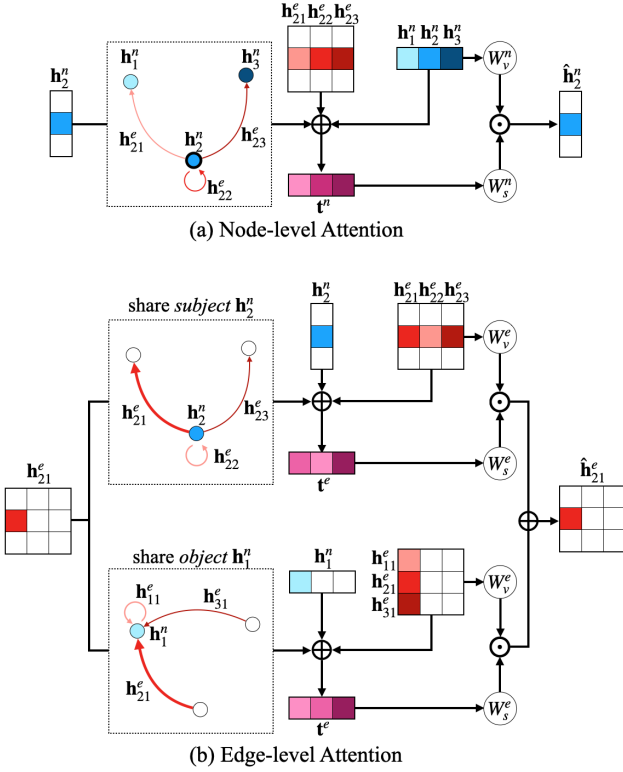 h^e_21 h^e_22 h^e_23
h^n_2
h^n_1
h^n_3
h^n_1 h^n_2 h^n_3
W^n_v
ĥ^n_2
h^e_21
h^n_2
h^e_23
h^e_22
t^n
W^n_s
(a) Node-level Attention
share subject h^n_2
h^n_2
h^e_21 h^e_22 h^e_23
W^e_v
h^e_21
h^n_2
h^e_23
h^e_22
t^e
W^e_s
h^e_21
ĥ^e_21
share object h^n_1
h^n_1
h^e_11
h^e_21
h^e_31
W^e_v
h^e_11
h^e_31
h^n_1
h^e_21
t^e
W^e_s
(b) Edge-level Attention